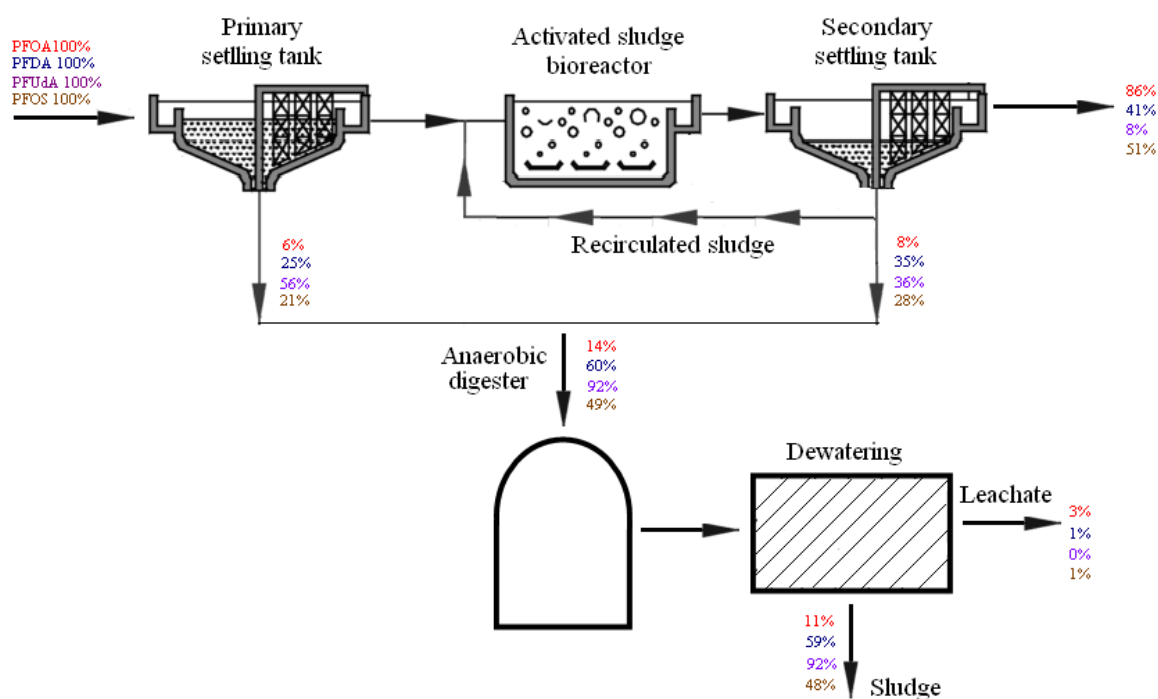 Primary
setlling tank
Activated sludge
bioreactor
Secondary
settling tank
PFOA100%
PFDA 100%
PFUdA 100%
PFOS 100%
86%
41%
8%
51%
Recirculated sludge
6%
25%
56%
21%
8%
35%
36%
28%
Anaerobic
digester
14%
60%
92%
49%
Dewatering
Leachate
3%
1%
0%
1%
11%
59%
92%
48%
Sludge